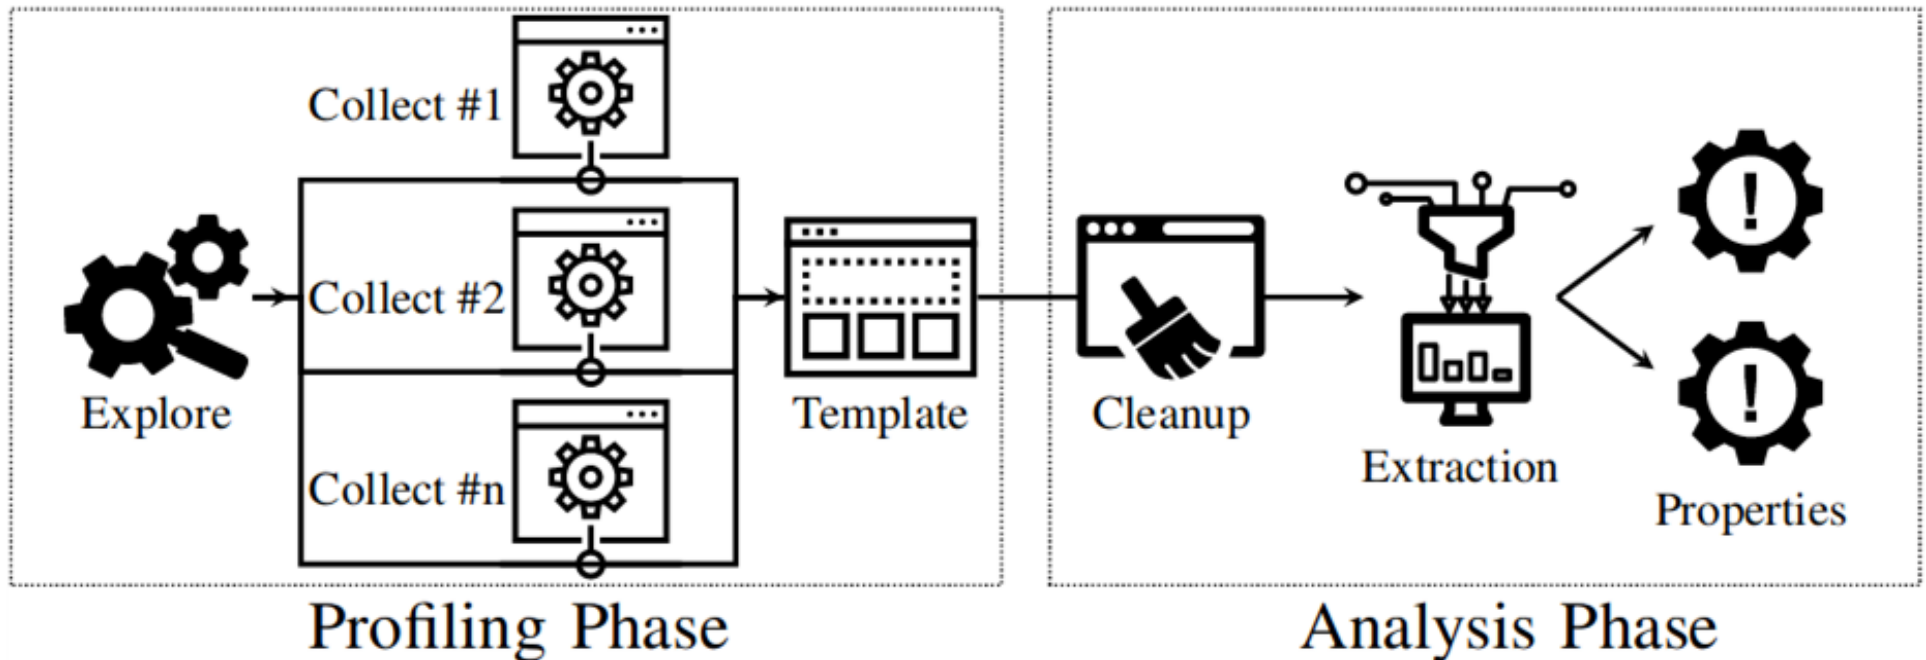 Collect #1
Collect #2
Collect #n
Explore
Template
Cleanup
Extraction
Properties
Profiling Phase
Analysis Phase